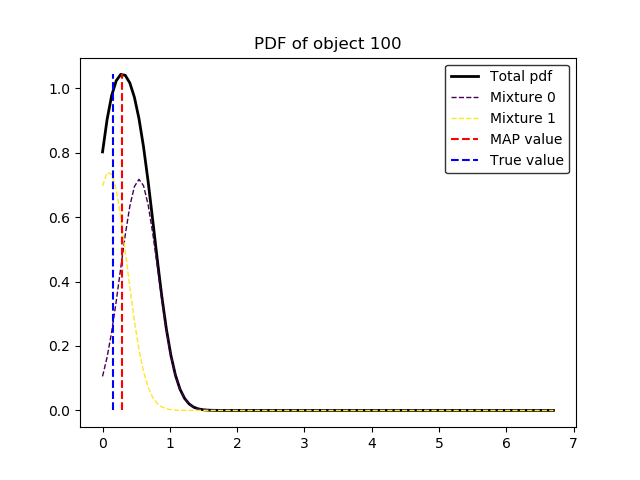 PDF of object 100
Total pdf
Mixture 0
Mixture 1
MAP value
True value
1.0
0.8
0.6
0.4
0.2
0.0
0 1 2 3 4 5 6 7